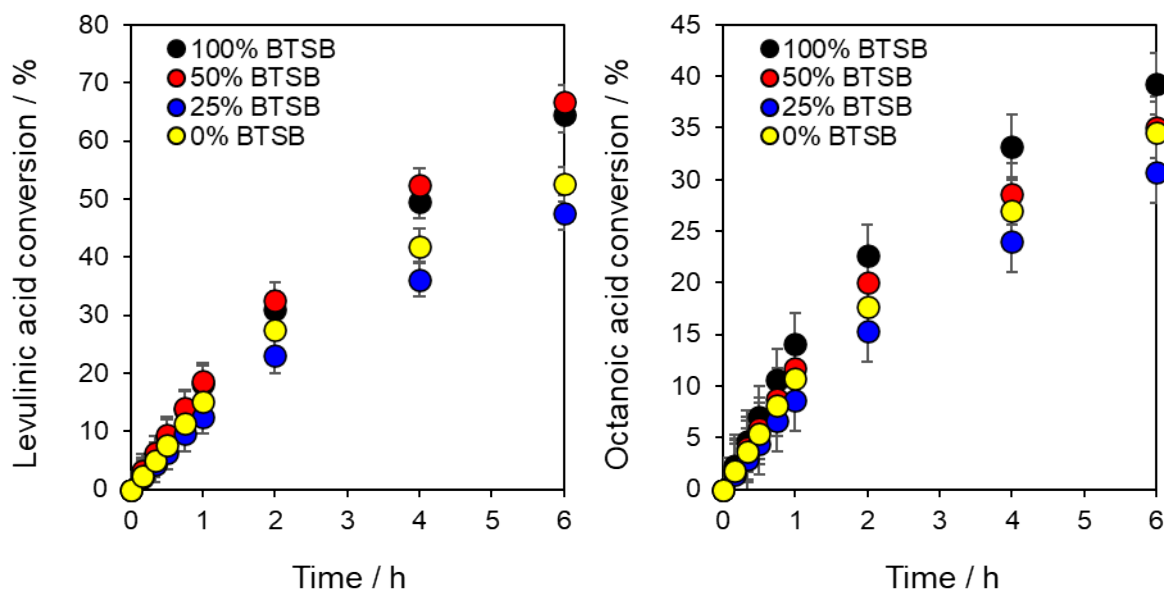 Levulinic acid conversion / %
80
70
60
50
40
30
20
10
0
100% BTSB
50% BTSB
25% BTSB
0% BTSB
0 1 2 3 4 5 6
Time / h
Octanoic acid conversion / %
45
40
35
30
25
20
15
10
5
0
100% BTSB
50% BTSB
25% BTSB
0% BTSB
0 1 2 3 4 5 6
Time / h